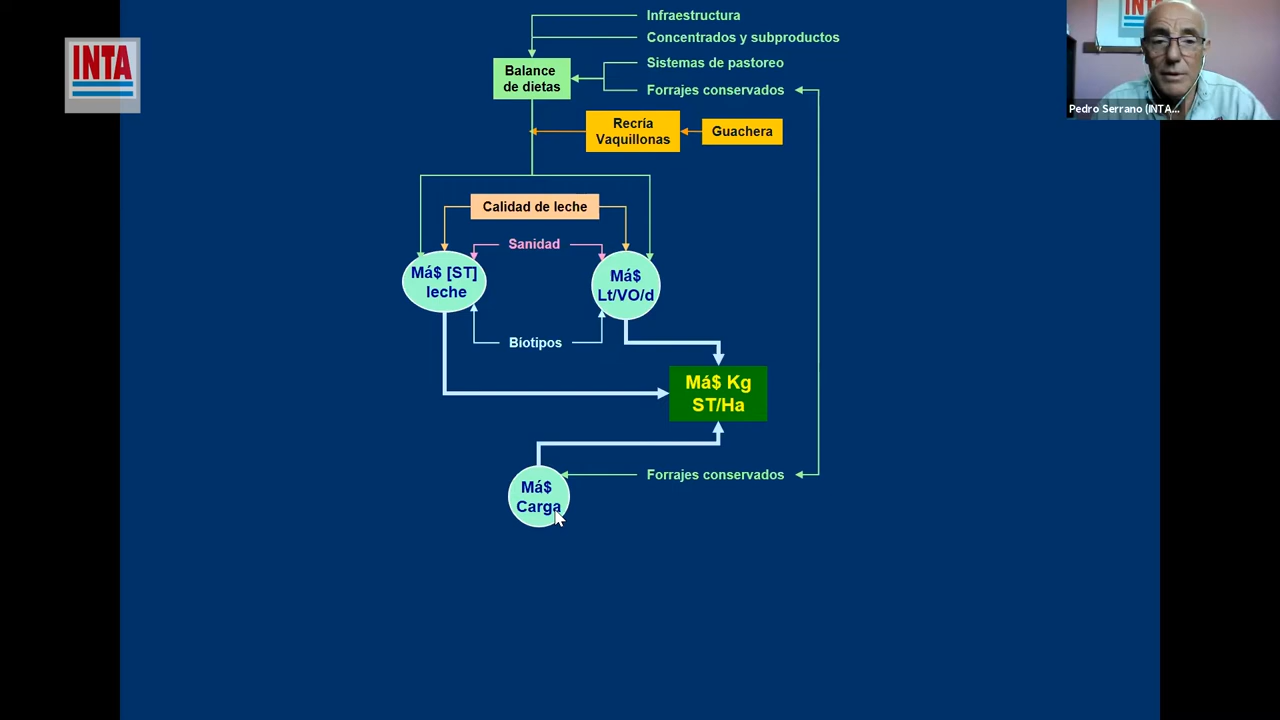 INTA
Infraestructura
Concentrados y subproductos
Sistemas de pastoreo
Forrajes conservados
Balance
de dietas
Recría
Vaquillonas
Guachera
Calidad de leche
Sanidad
Má$ [ST]
leche
Má$
Lt/VO/d
Biotipos
Má$ Kg
ST/Ha
Forrajes conservados
Má$
Carga
INTA
Pedro Serrano (INTA...